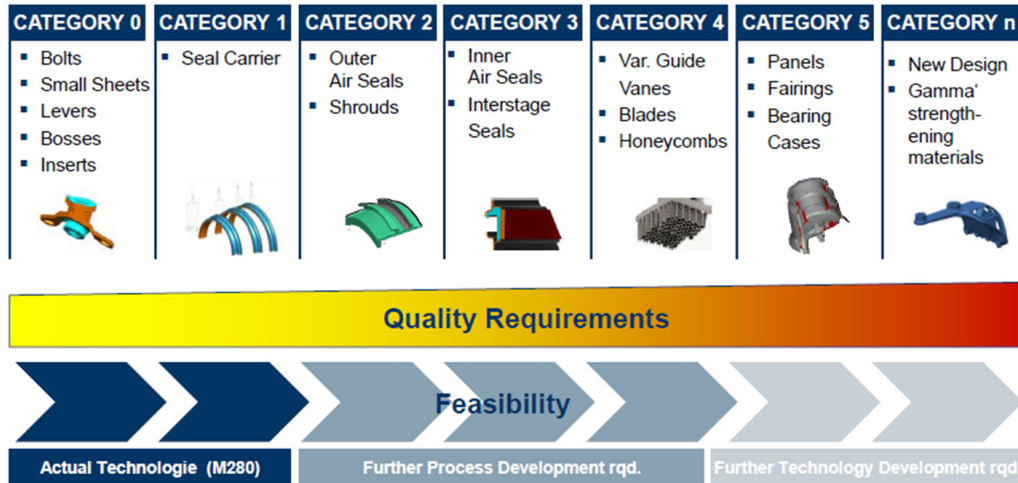 CATEGORY 0
Bolts
Small Sheets
Levers
Bosses
Inserts
CATEGORY 1
Seal Carrier
CATEGORY 2
Outer
Air Seals
Shrouds
CATEGORY 3
Inner
Air Seals
Interstage
Seals
CATEGORY 4
Var. Guide
Vanes
Blades
Honeycombs
CATEGORY 5
Panels
Fairings
Bearing
Cases
CATEGORY n
New Design
Gamma‘
strength-
ening
materials
Quality Requirements
Feasibility
Actual Technologie (M280)
Further Process Development rqd.
Further Technology Development rqd